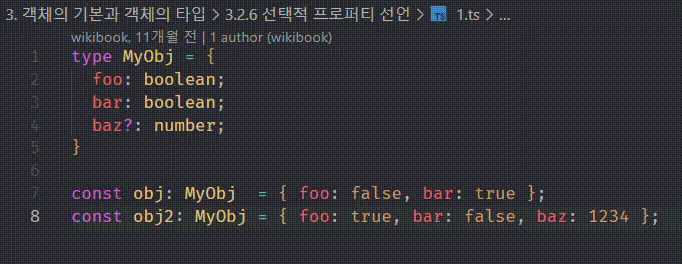 3. 객체의 기본과 객체의 타입 > 3.2.6 선택적 프로퍼티 선언 > TS 1.ts > ...
wikibook, 11개월 전 | 1 author (wikibook)
1 type MyObj = {
2   foo: boolean;
3   bar: boolean;
4   baz?: number;
5 }
6
7 const obj: MyObj  = { foo: false, bar: true };
8 const obj2: MyObj = { foo: true, bar: false, baz: 1234 };